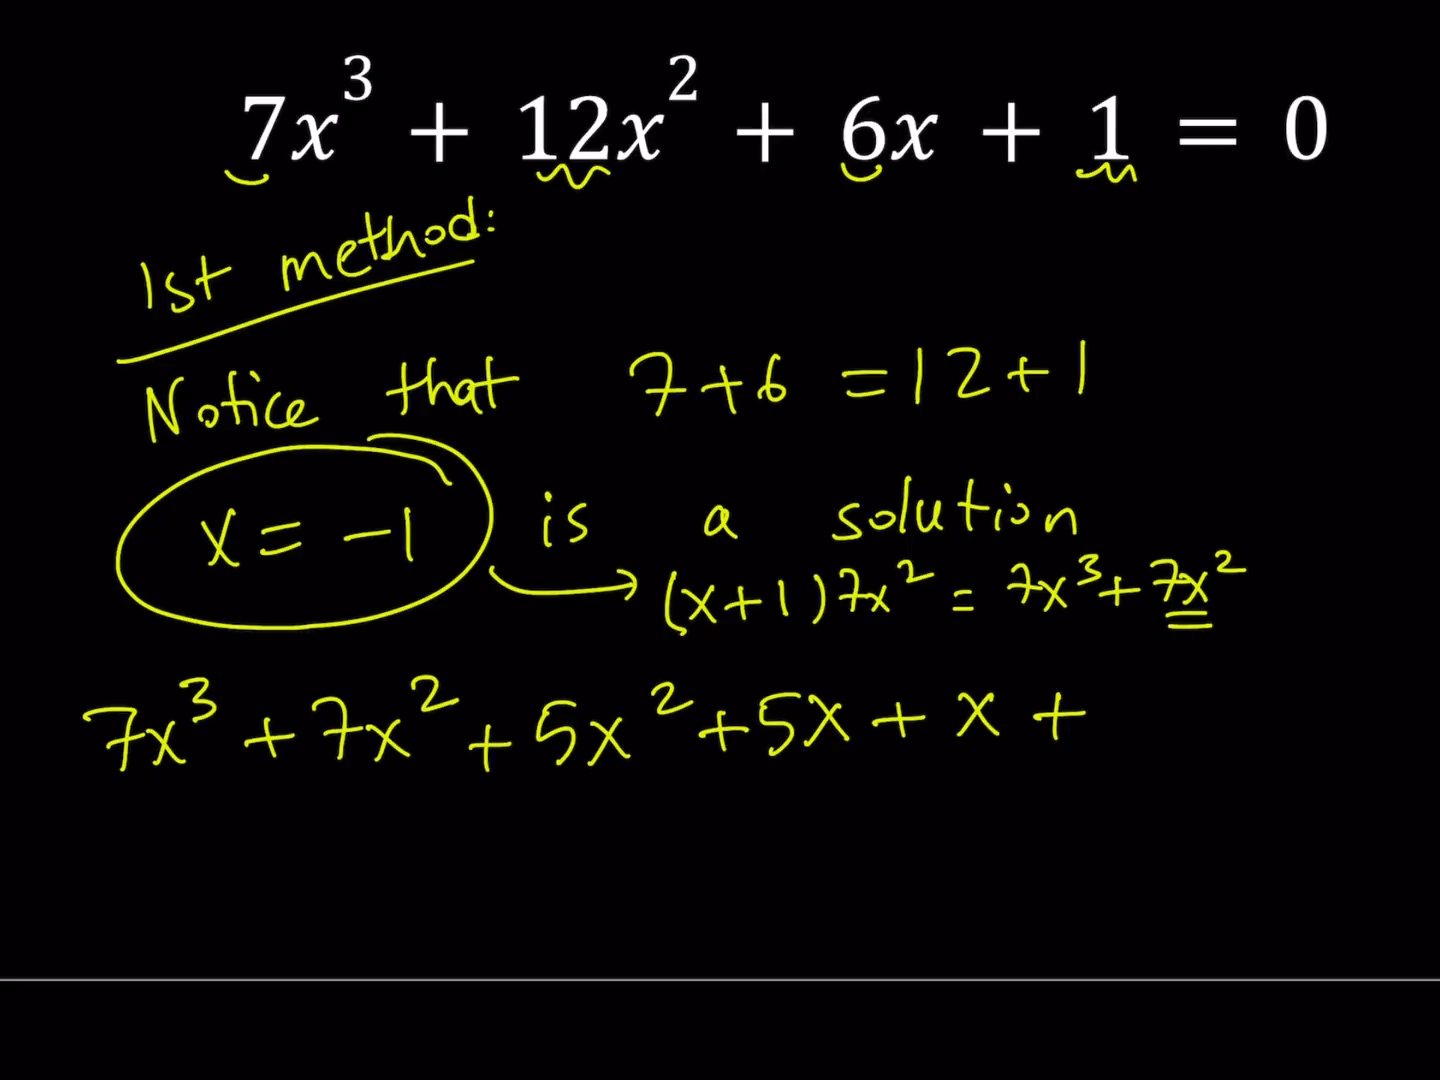 7x³ + 12x² + 6x + 1 = 0
1st method:
Notice that 7+6 = 12+1
x = -1 is a solution
(x+1)7x² = 7x³+7x²
7x³ + 7x² + 5x² + 5x + x +